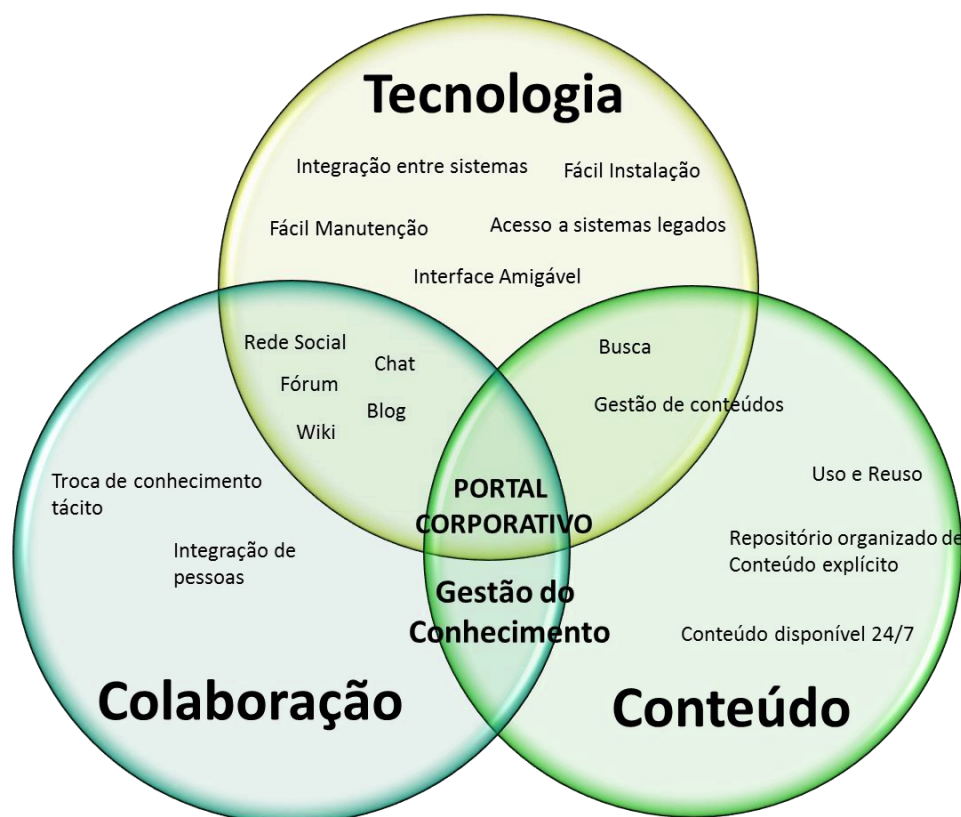 Tecnologia
Integração entre sistemas
Fácil Instalação
Fácil Manutenção
Acesso a sistemas legados
Interface Amigável
Rede Social
Chat
Fórum
Blog
Wiki
Busca
Gestão de conteúdos
Troca de conhecimento
tácito
Integração de
pessoas
PORTAL
CORPORATIVO
Gestão do
Conhecimento
Uso e Reuso
Repositório organizado de
Conteúdo explícito
Conteúdo disponível 24/7
Colaboração
Conteúdo